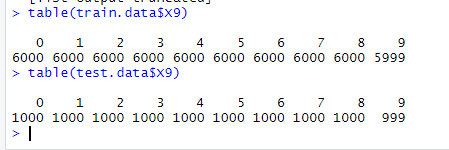 > table(train.data$X9)
0 1 2 3 4 5 6 7 8 9
6000 6000 6000 6000 6000 6000 6000 6000 6000 5999
> table(test.data$X9)
0 1 2 3 4 5 6 7 8 9
1000 1000 1000 1000 1000 1000 1000 1000 1000 999
>